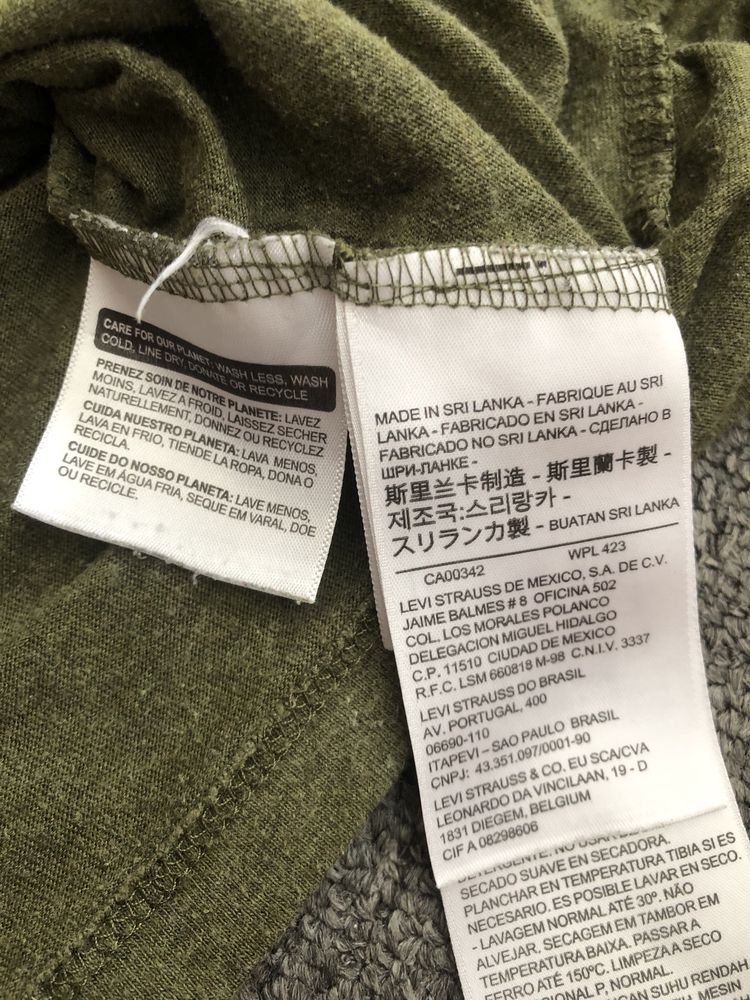 CARE FOR OUR PLANET: WASH LESS, WASH
COLD, LINE DRY, DONATE OR RECYCLE
PRENEZ SOIN DE NOTRE PLANETE: LAVEZ
MOINS, LAVEZ A FROID, LAISSEZ SECHER
NATURELLEMENT, DONNEZ OU RECYCLEZ
CUIDA NUESTRO PLANETA: LAVA MENOS,
LAVA EN FRIO, TIENDE LA ROPA, DONA O
RECICLA.
CUIDE DO NOSSO PLANETA: LAVE MENOS,
LAVE EM ÁGUA FRIA, SEQUE EM VARAL, DOE
OU RECICLE.
MADE IN SRI LANKA - FABRIQUE AU SRI
LANKA - FABRICADO EN SRI LANKA -
FABRICADO NO SRI LANKA - СДЕЛАНО В
ШРИ-ЛАНКЕ -
斯里兰卡制造 - 斯里蘭卡製 -
제조국:스리랑카 -
スリランカ製 - BUATAN SRI LANKA
CA00342 WPL 423
LEVI STRAUSS DE MEXICO, S.A. DE C.V.
JAIME BALMES # 8 OFICINA 502
COL. LOS MORALES POLANCO
DELEGACION MIGUEL HIDALGO
C.P. 11510 CIUDAD DE MEXICO
R.F.C. LSM 660818 M-98 C.N.I.V. 3337
LEVI STRAUSS DO BRASIL
AV. PORTUGAL, 400
06690-110
ITAPEVI – SAO PAULO BRASIL
CNPJ: 43.351.097/0001-90
LEVI STRAUSS & CO. EU SCA/CVA
LEONARDO DA VINCILAAN, 19 - D
1831 DIEGEM, BELGIUM
CIF A 08298606
DETERGENTE. NO USAR
SECADO SUAVE EN SECADORA.
PLANCHAR EN TEMPERATURA TIBIA SI ES
NECESARIO. ES POSIBLE LAVAR EN SECO.
- LAVAGEM NORMAL ATÉ 30º. NÃO
ALVEJAR. SECAGEM EM TAMBOR EM
TEMPERATURA BAIXA. PASSAR A
FERRO ATÉ 150ºC. LIMPEZA A SECO
P, NORMAL.
SUHU RENDAH
MESIN